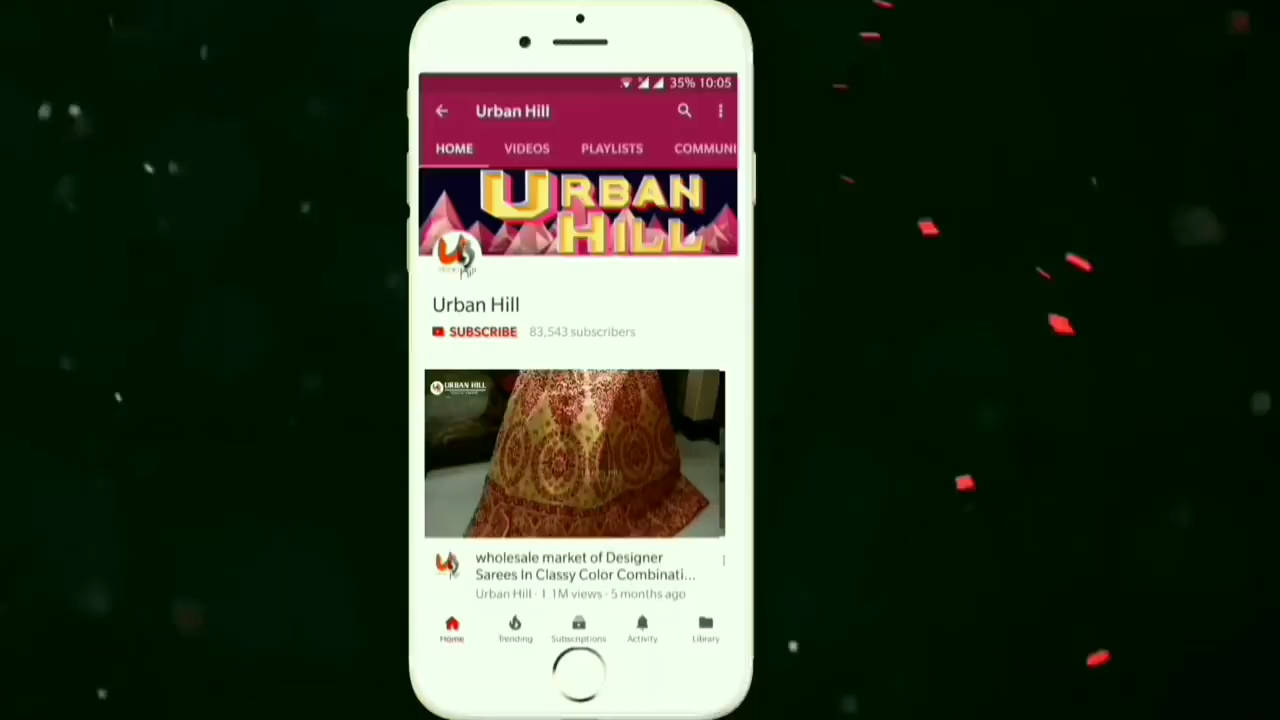 35% 10:05
Urban Hill
HOME VIDEOS PLAYLISTS COMMUNI
URBAN
HILL
Urban Hill
SUBSCRIBE 83,543 subscribers
URBAN HILL
wholesale market of Designer
Sarees In Classy Color Combinati...
Urban Hill · 1.1M views · 5 months ago
Home Trending Subscriptions Activity Library